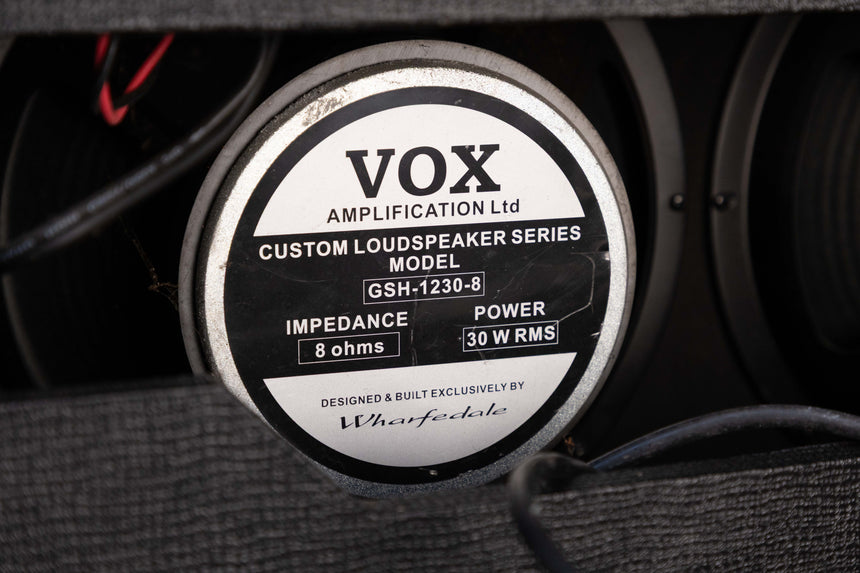 VOX
AMPLIFICATION Ltd
CUSTOM LOUDSPEAKER SERIES
MODEL
GSH-1230-8
IMPEDANCE POWER
8 ohms 30 W RMS
DESIGNED & BUILT EXCLUSIVELY BY
Wharfedale